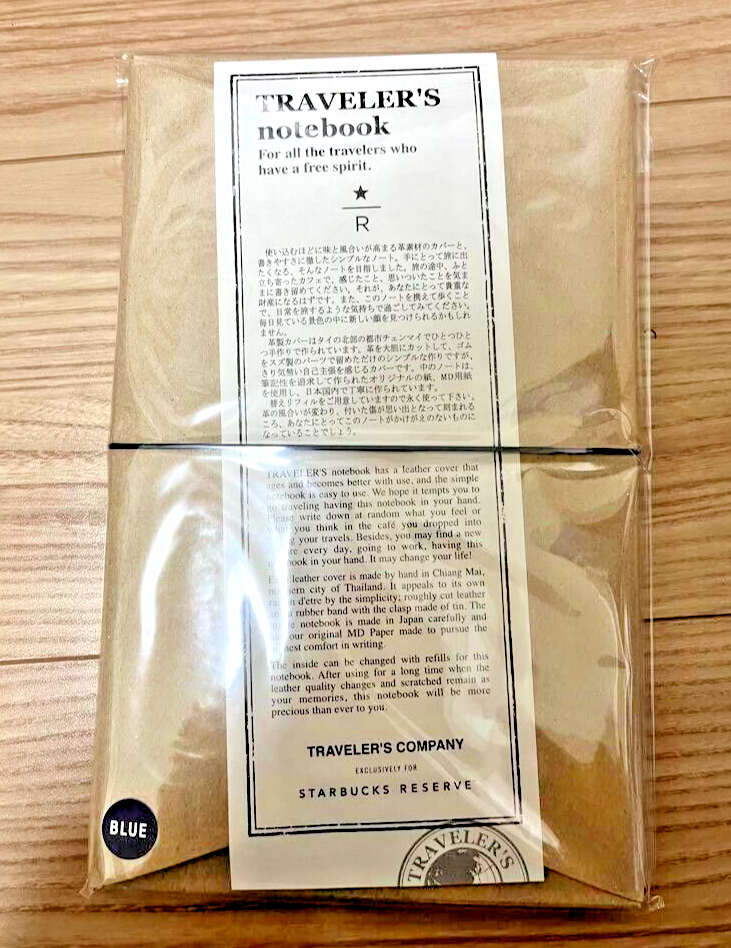 TRAVELER'S
notebook
For all the travelers who
have a free spirit.
R
使い込むほどに味と風合いが高まる革素材のカバーと、
書きやすさに徹したシンプルなノート。手にとって旅に出
たくなる、そんなノートを目指しました。旅の途中、ふと
立ち寄ったカフェで、感じたこと、思いついたことを気ま
まに書き留めてください。それが、あなたにとって貴重な
財産になるはずです。また、このノートを携えて歩くこと
で、日常を旅するような気持ちで過ごしてみてください。
毎日見ている景色の中に新しい顔を見つけられるかもしれ
ません。
革製カバーはタイの北部の都市チェンマイでひとつひと
つ手作りで作られています。革を大胆にカットして、ゴム
をスズ製のパーツで留めただけのシンプルな作りですが、
さり気無い自己主張を感じるカバーです。中のノートは、
筆記性を追求して作られたオリジナルの紙、MD用紙
を使用し、日本国内で丁寧に作られています。
替えリフィルをご用意していますので永く使って下さい。
革の風合いが変わり、付いた傷が思い出となって刻まれる
ころ、あなたにとってこのノートがかけがえのないものに
なっていることでしょう。
TRAVELER'S notebook has a leather cover that
ages and becomes better with use, and the simple
notebook is easy to use. We hope it tempts you to
go traveling having this notebook in your hand.
Please write down at random what you feel or
you think in the café you dropped into
your travels. Besides, you may find a new
every day, going to work, having this
notebook in your hand. It may change your life!
leather cover is made by hand in Chiang Mai,
northern city of Thailand. It appeals to its own
d'etre by the simplicity; roughly cut leather
a rubber band with the clasp made of tin. The
notebook is made in Japan carefully and
our original MD Paper made to pursue the
highest comfort in writing.
The inside can be changed with refills for this
notebook. After using for a long time when the
leather quality changes and scratched remain as
your memories, this notebook will be more
precious than ever to you.
TRAVELER'S COMPANY
EXCLUSIVELY FOR
STARBUCKS RESERVE
BLUE
TRAVELER'S